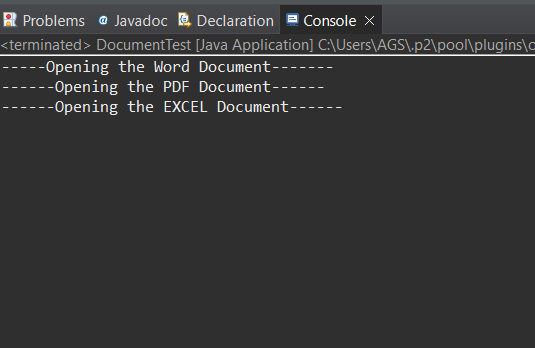 Problems @ Javadoc Declaration Console
<terminated> DocumentTest [Java Application] C:\Users\AGS\.p2\pool\plugins\o
-----Opening the Word Document-------
------Opening the PDF Document------
------Opening the EXCEL Document------